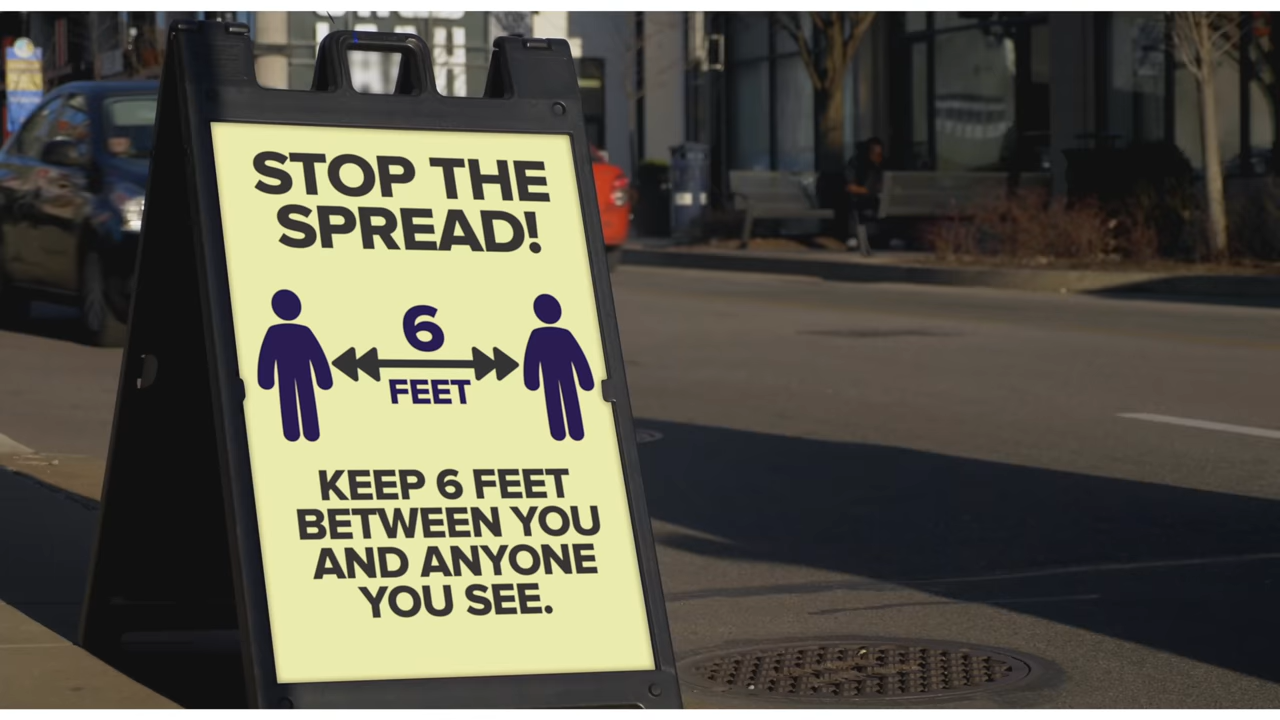 STOP THE
SPREAD!
6
FEET
KEEP 6 FEET
BETWEEN YOU
AND ANYONE
YOU SEE.